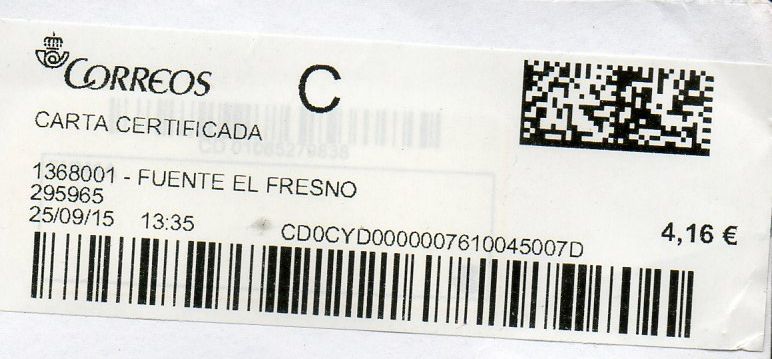 CORREOS
C
CARTA CERTIFICADA
1368001 - FUENTE EL FRESNO
295965
25/09/15 13:35
CD0CYD0000007610045007D
4,16 €